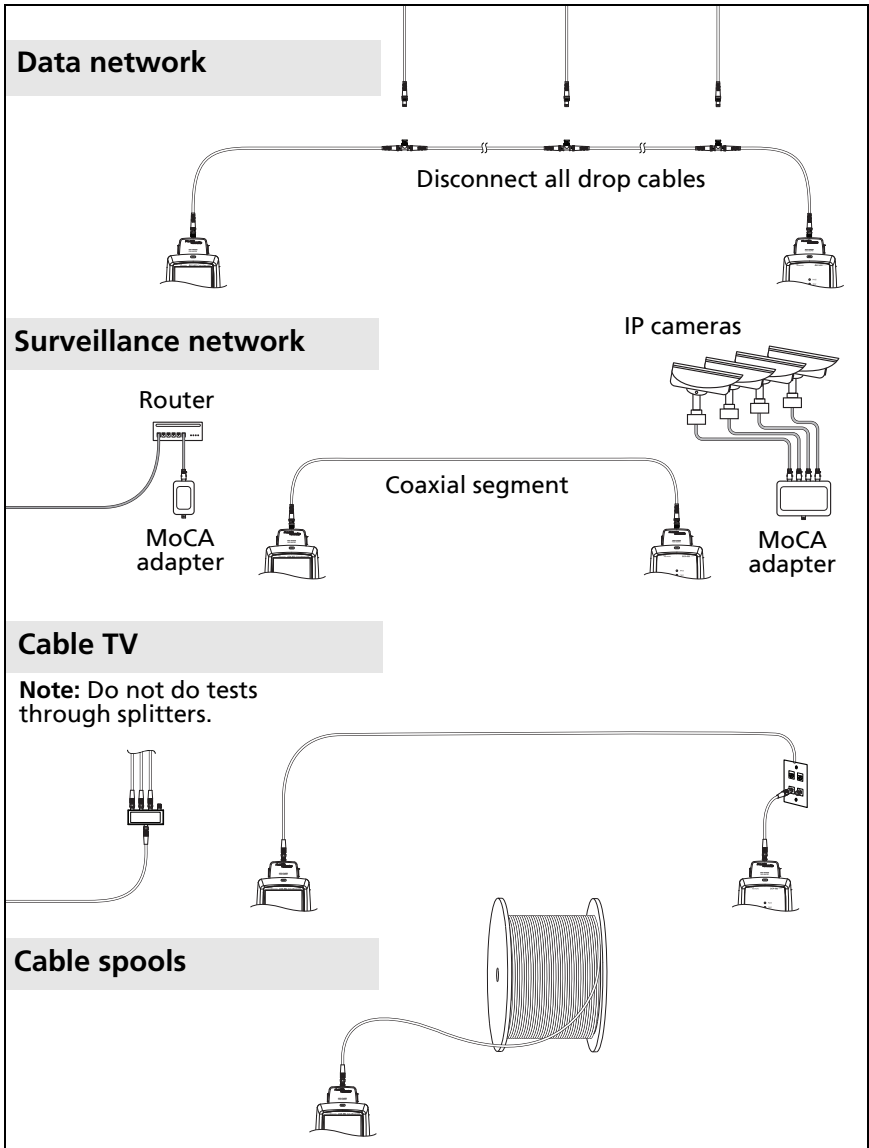 Data network
Disconnect all drop cables
Surveillance network
IP cameras
Router
Coaxial segment
MoCA
adapter
MoCA
adapter
Cable TV
Note: Do not do tests
through splitters.
Cable spools